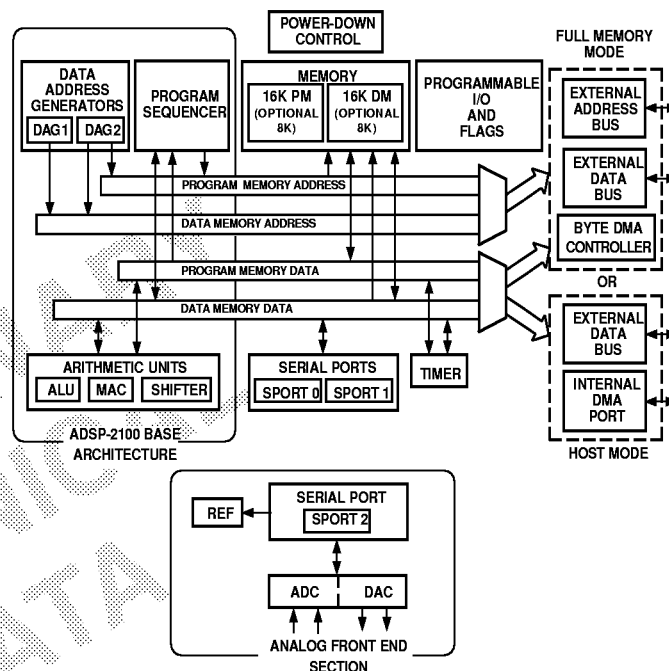 POWER-DOWN
CONTROL
FULL MEMORY
MODE
DATA
ADDRESS
GENERATORS
DAG1
DAG2
PROGRAM
SEQUENCER
MEMORY
16K PM
(OPTIONAL
8K)
16K DM
(OPTIONAL
8K)
PROGRAMMABLE
I/O
AND
FLAGS
EXTERNAL
ADDRESS
BUS
EXTERNAL
DATA
BUS
BYTE DMA
CONTROLLER
OR
PROGRAM MEMORY ADDRESS
DATA MEMORY ADDRESS
PROGRAM MEMORY DATA
DATA MEMORY DATA
EXTERNAL
DATA
BUS
INTERNAL
DMA
PORT
HOST MODE
ARITHMETIC UNITS
ALU
MAC
SHIFTER
SERIAL PORTS
SPORT 0
SPORT 1
TIMER
ADSP-2100 BASE
ARCHITECTURE
REF
SERIAL PORT
SPORT 2
ADC
DAC
ANALOG FRONT END
SECTION
DATA